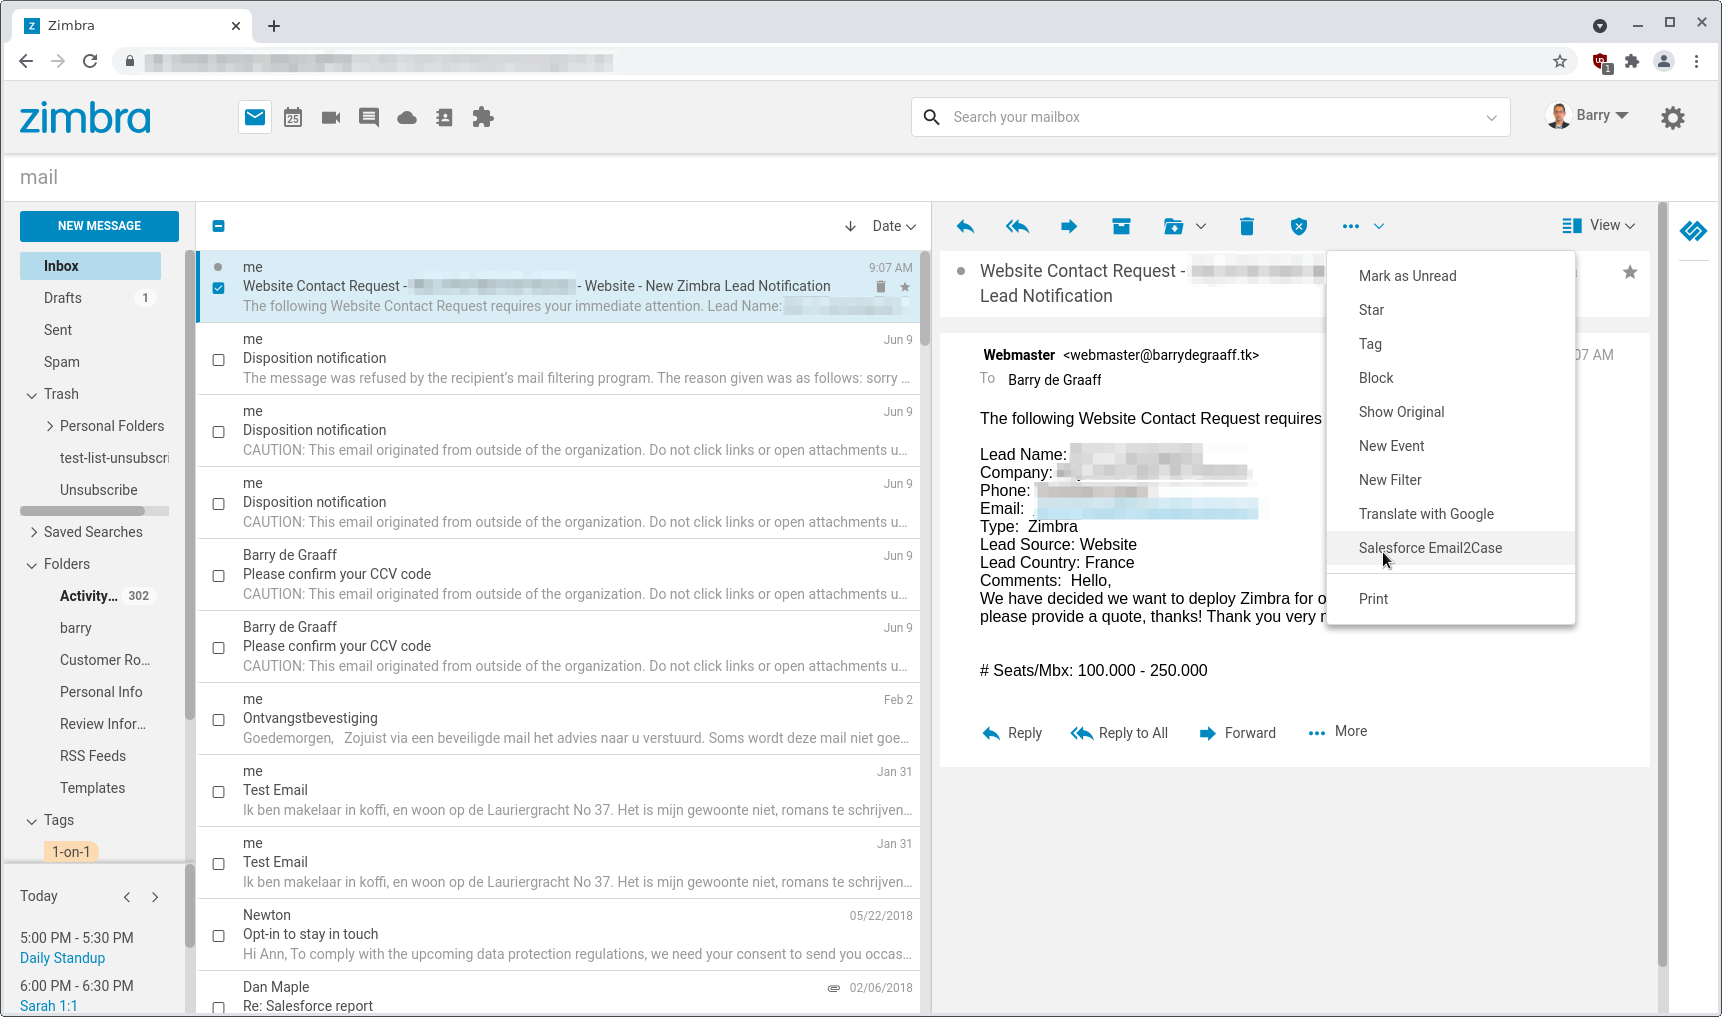 Zimbra
1
zimbra
25
Search your mailbox
Barry
mail
NEW MESSAGE
Inbox
Drafts 1
Sent
Spam
Trash
Personal Folders
test-list-unsubscri
Unsubscribe
Saved Searches
Folders
Activity... 302
barry
Customer Ro...
Personal Info
Review Infor...
RSS Feeds
Templates
Tags
1-on-1
Today
5:00 PM - 5:30 PM
Daily Standup
6:00 PM - 6:30 PM
Sarah 1:1
Date
me 9:07 AM
Website Contact Request - - Website - New Zimbra Lead Notification
The following Website Contact Request requires your immediate attention. Lead Name:
me Jun 9
Disposition notification
The message was refused by the recipient's mail filtering program. The reason given was as follows: sorry ...
me Jun 9
Disposition notification
CAUTION: This email originated from outside of the organization. Do not click links or open attachments u...
me Jun 9
Disposition notification
CAUTION: This email originated from outside of the organization. Do not click links or open attachments u...
Barry de Graaff Jun 9
Please confirm your CCV code
CAUTION: This email originated from outside of the organization. Do not click links or open attachments u...
Barry de Graaff Jun 9
Please confirm your CCV code
CAUTION: This email originated from outside of the organization. Do not click links or open attachments u...
me Feb 2
Ontvangstbevestiging
Goedemorgen, Zojuist via een beveiligde mail het advies naar u verstuurd. Soms wordt deze mail niet goe...
me Jan 31
Test Email
Ik ben makelaar in koffi, en woon op de Lauriergracht No 37. Het is mijn gewoonte niet, romans te schrijven...
me Jan 31
Test Email
Ik ben makelaar in koffi, en woon op de Lauriergracht No 37. Het is mijn gewoonte niet, romans te schrijven...
Newton 05/22/2018
Opt-in to stay in touch
Hi Ann, To comply with the upcoming data protection regulations, we need your consent to send you occas...
Dan Maple 02/06/2018
Re: Salesforce report
View
Website Contact Request -
Lead Notification
Webmaster <webmaster@barrydegraaff.tk> 07 AM
To Barry de Graaff
The following Website Contact Request requires
Lead Name:
Company:
Phone:
Email:
Type: Zimbra
Lead Source: Website
Lead Country: France
Comments: Hello,
We have decided we want to deploy Zimbra for o
please provide a quote, thanks! Thank you very
# Seats/Mbx: 100.000 - 250.000
Reply Reply to All Forward More
Mark as Unread
Star
Tag
Block
Show Original
New Event
New Filter
Translate with Google
Salesforce Email2Case
Print